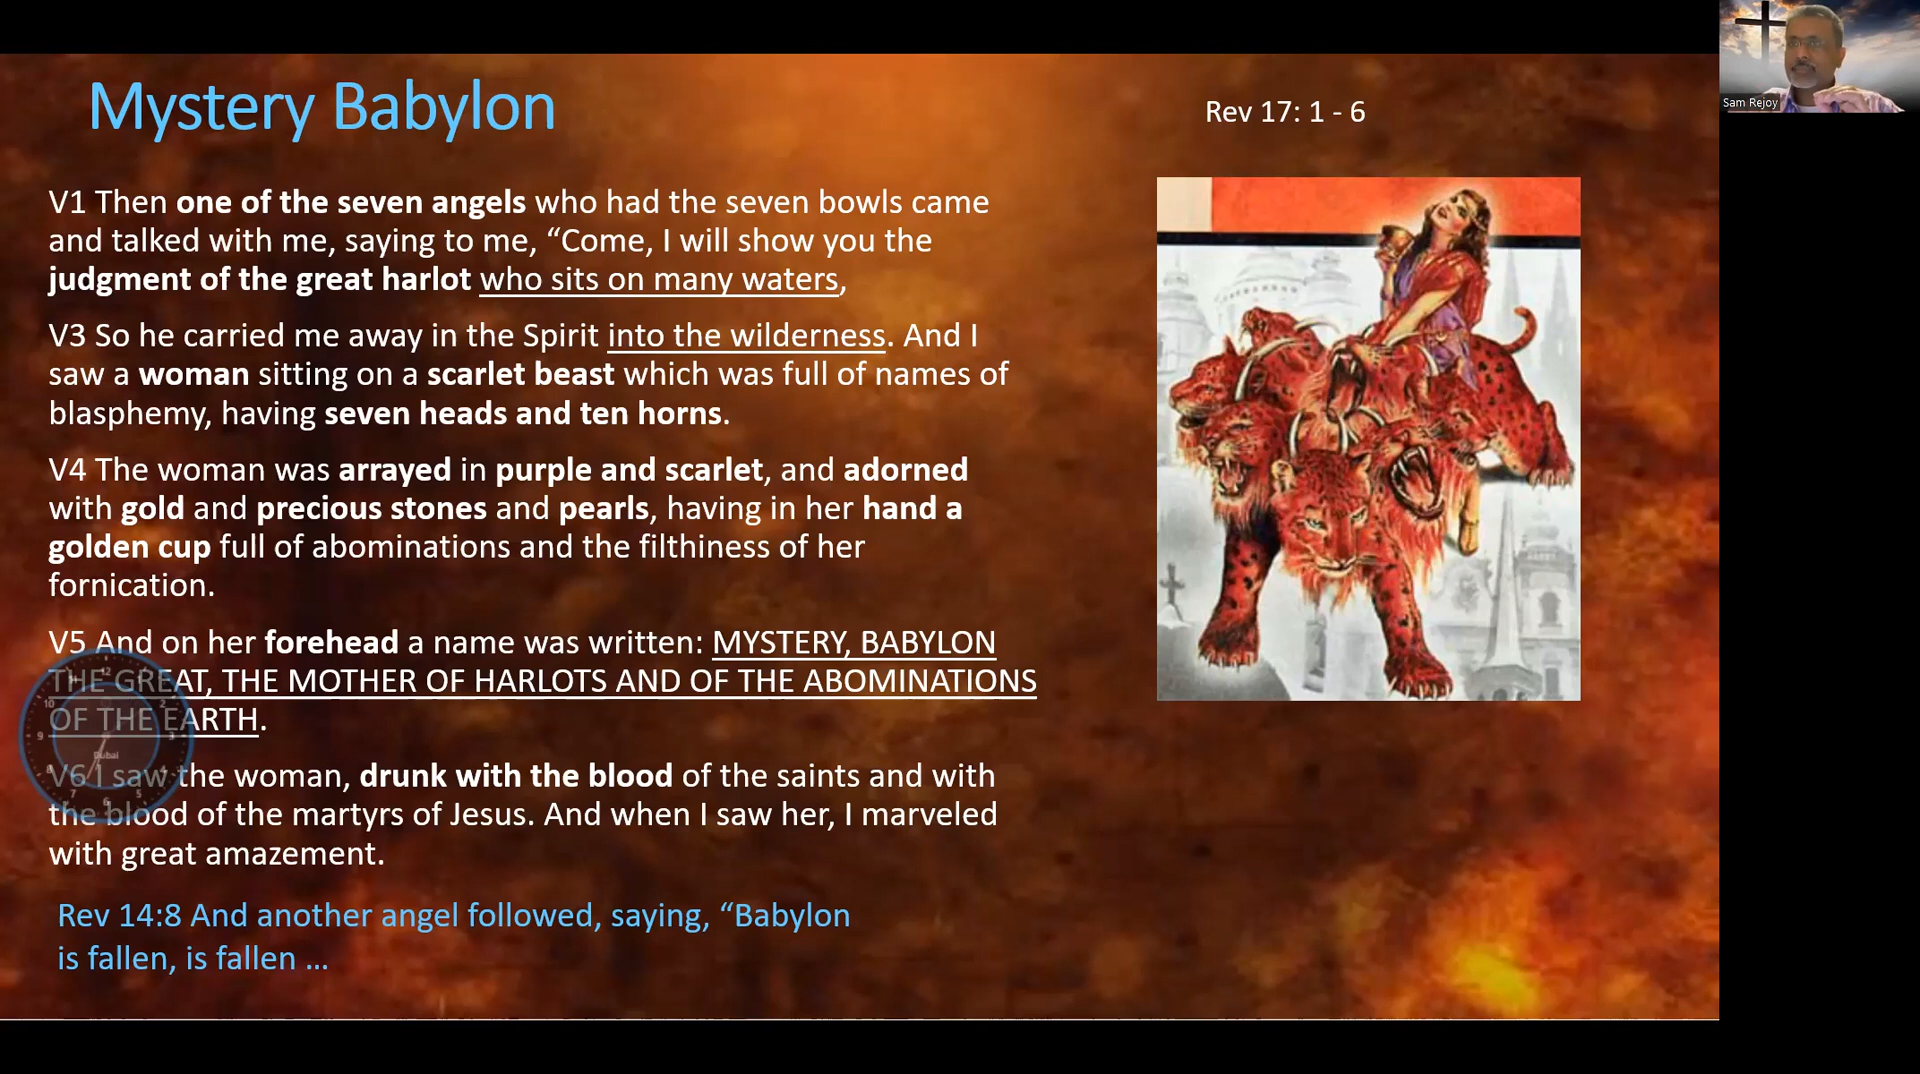 Mystery Babylon
Rev 17: 1 - 6
Sam Rejoy
V1 Then one of the seven angels who had the seven bowls came
and talked with me, saying to me, “Come, I will show you the
judgment of the great harlot who sits on many waters,
V3 So he carried me away in the Spirit into the wilderness. And I
saw a woman sitting on a scarlet beast which was full of names of
blasphemy, having seven heads and ten horns.
V4 The woman was arrayed in purple and scarlet, and adorned
with gold and precious stones and pearls, having in her hand a
golden cup full of abominations and the filthiness of her
fornication.
V5 And on her forehead a name was written: MYSTERY, BABYLON
THE GREAT, THE MOTHER OF HARLOTS AND OF THE ABOMINATIONS
OF THE EARTH.
V6 I saw the woman, drunk with the blood of the saints and with
the blood of the martyrs of Jesus. And when I saw her, I marveled
with great amazement.
Rev 14:8 And another angel followed, saying, “Babylon
is fallen, is fallen ...
Dubai